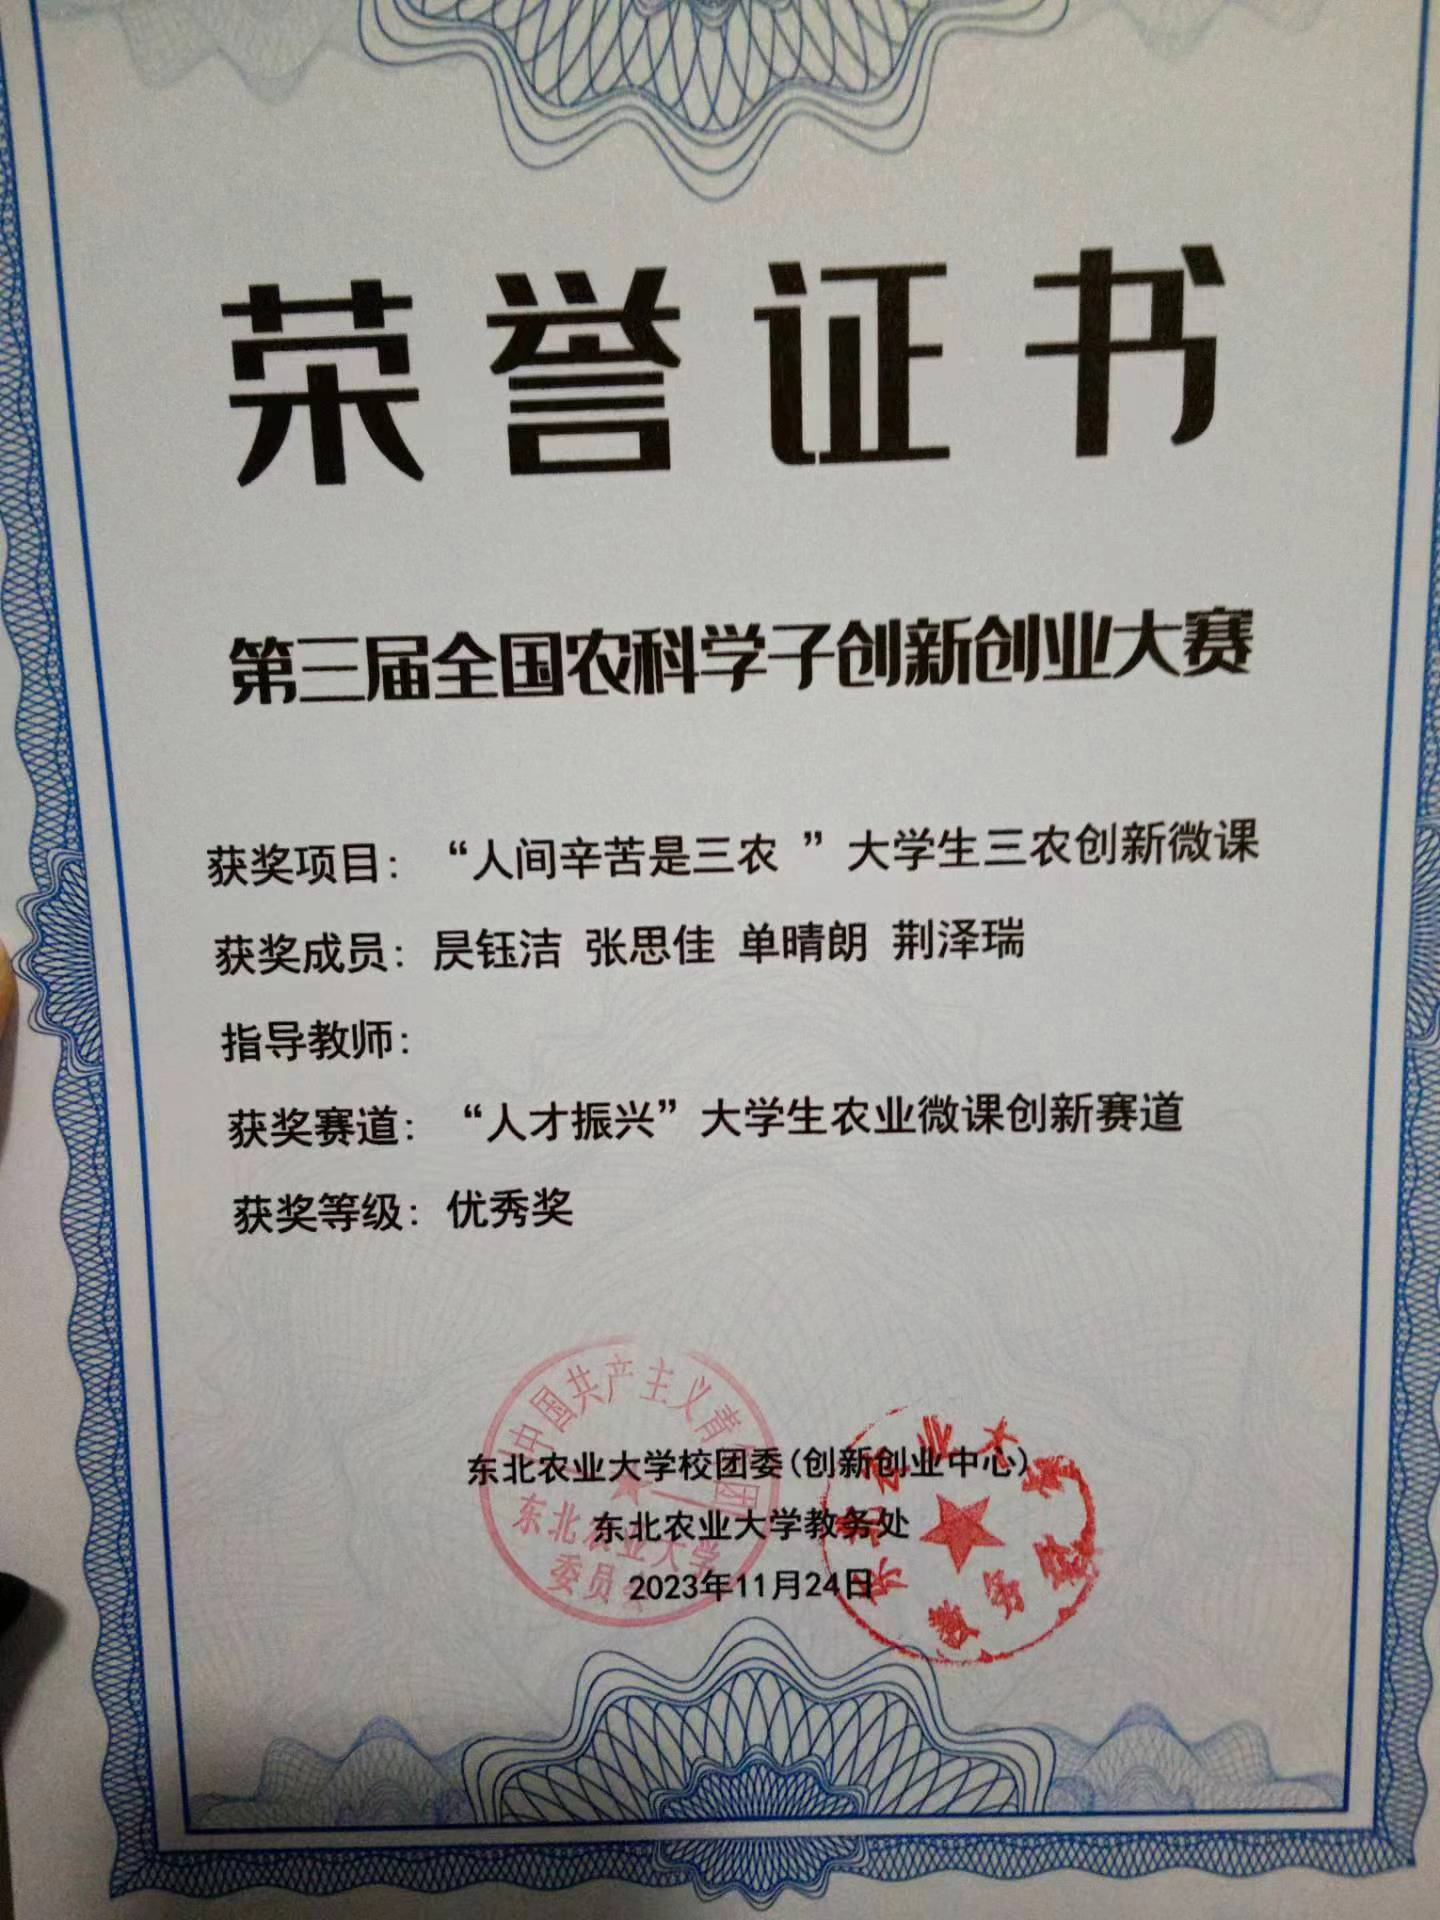 荣誉证书
第三届全国农科学子创新创业大赛
获奖项目：“人间辛苦是三农 ”大学生三农创新微课
获奖成员：昃钰洁 张思佳 单晴朗 荆泽瑞
指导教师：
获奖赛道：“人才振兴”大学生农业微课创新赛道
获奖等级：优秀奖
中国共产主义青年团
东北农业大学
委员会
东北农业大学校团委(创新创业中心)
东北农业大学教务处
2023年11月24日
东北农业大学
教务处